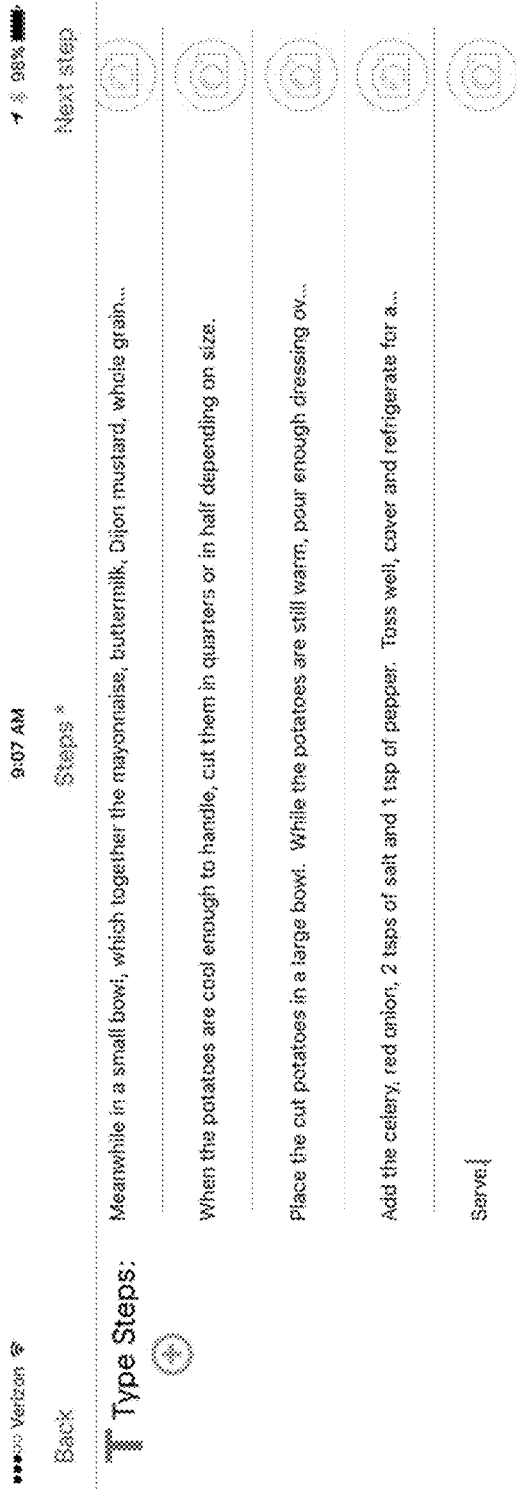 Verizon 9:07 AM 98%
Back Steps* Next step
T Type Steps:
Meanwhile in a small bowl, which together the mayonnaise, buttermilk, Dijon mustard, whole grain...
When the potatoes are cool enough to handle, cut them in quarters or in half depending on size.
Place the cut potatoes in a large bowl. While the potatoes are still warm, pour enough dressing ov...
Add the celery, red onion, 2 tsps of salt and 1 tsp of pepper. Toss well, cover and refrigerate for a...
Serve.